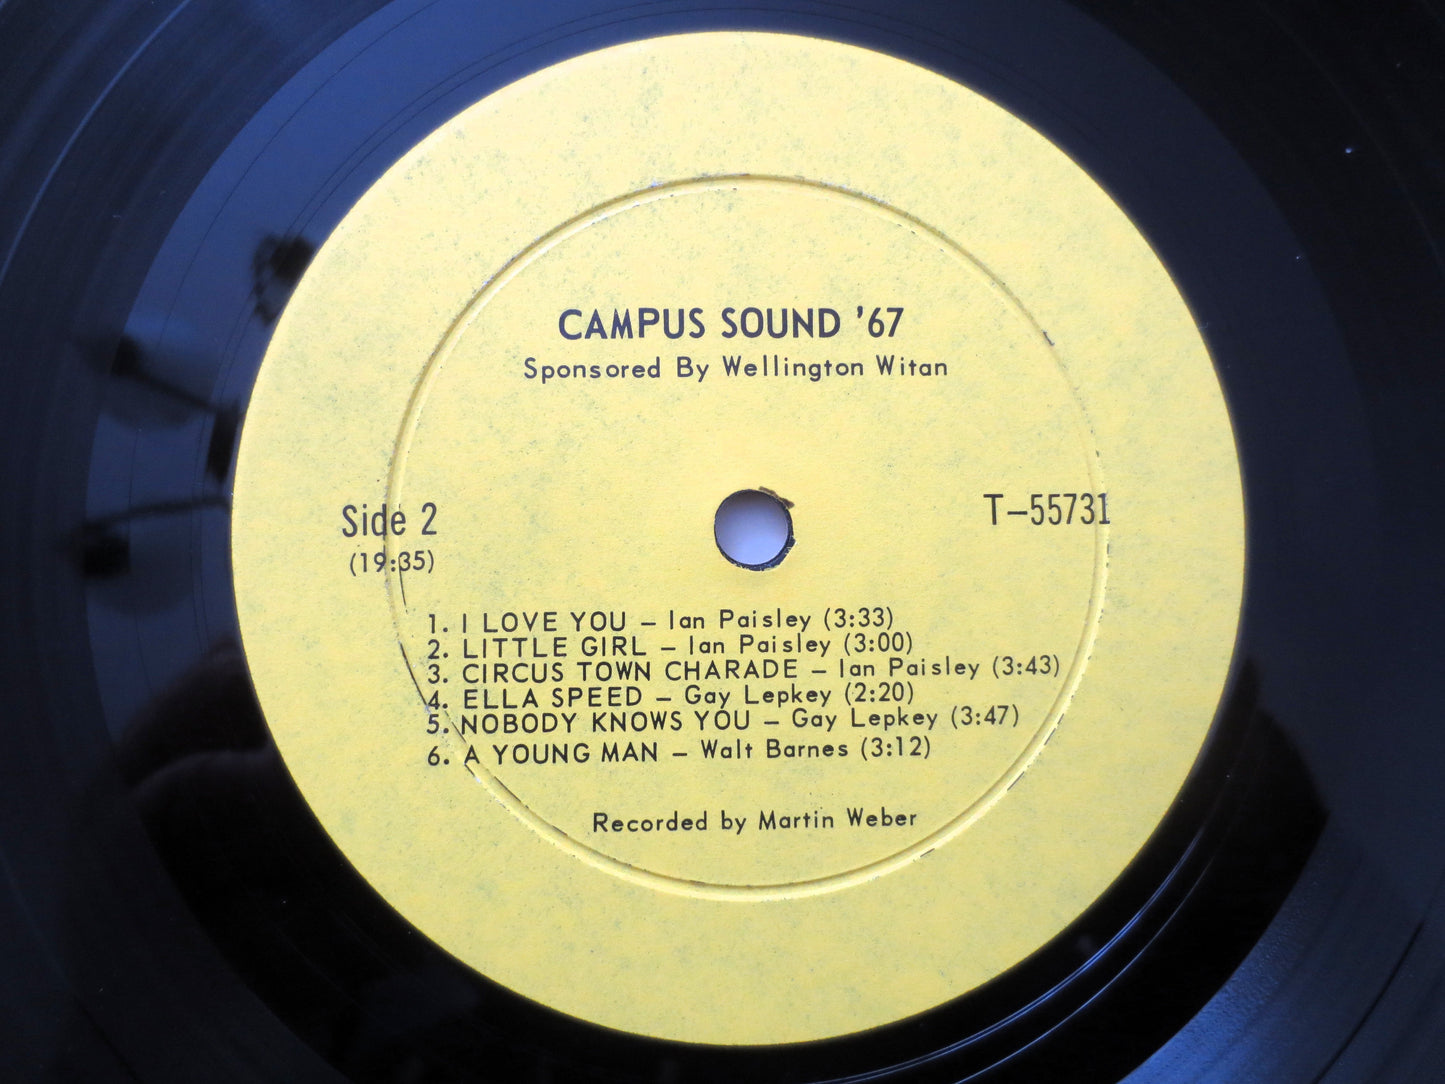 CAMPUS SOUND '67
Sponsored By Wellington Witan
Side 2
T-55731
(19:35)
1. I LOVE YOU – Ian Paisley (3:33)
2. LITTLE GIRL – Ian Paisley (3:00)
3. CIRCUS TOWN CHARADE – Ian Paisley (3:43)
4. ELLA SPEED – Gay Lepkey (2:20)
5. NOBODY KNOWS YOU – Gay Lepkey (3:47)
6. A YOUNG MAN – Walt Barnes (3:12)
Recorded by Martin Weber